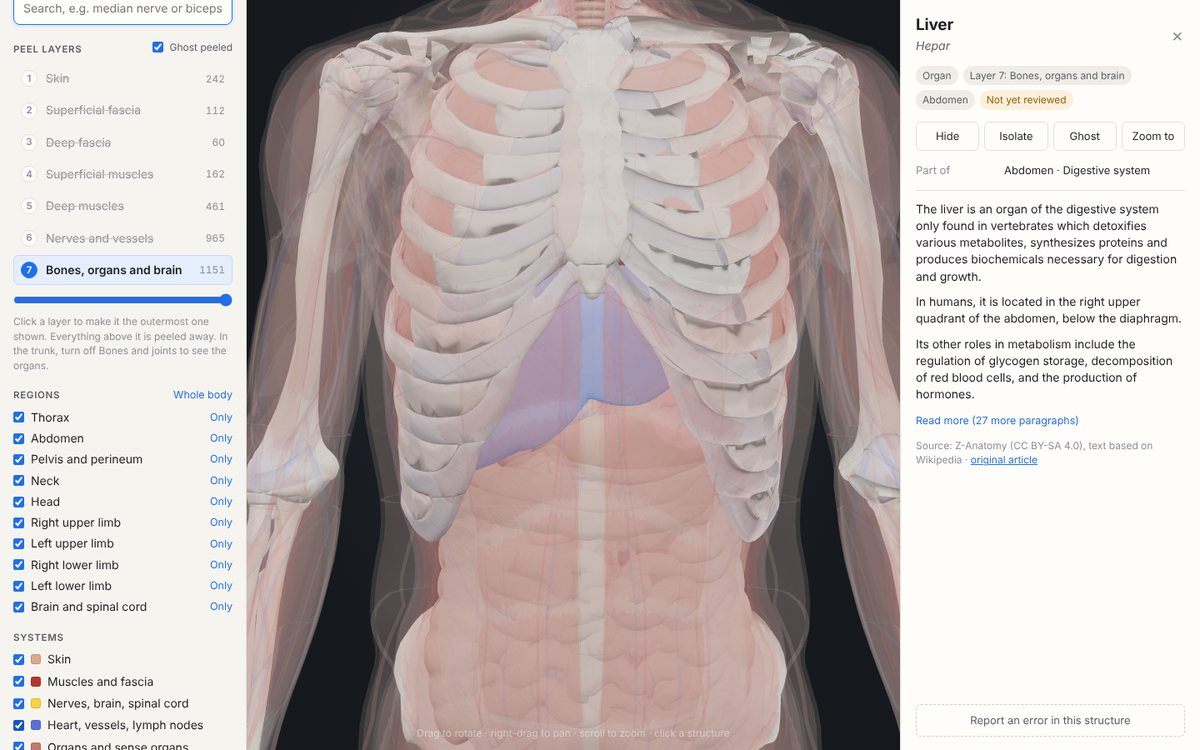 Search, e.g. median nerve or biceps
PEEL LAYERS
Ghost peeled
1 Skin 242
2 Superficial fascia 112
3 Deep fascia 60
4 Superficial muscles 162
5 Deep muscles 461
6 Nerves and vessels 965
7 Bones, organs and brain 1151
Click a layer to make it the outermost one
shown. Everything above it is peeled away. In
the trunk, turn off Bones and joints to see the
organs.
REGIONS Whole body
Thorax Only
Abdomen Only
Pelvis and perineum Only
Neck Only
Head Only
Right upper limb Only
Left upper limb Only
Right lower limb Only
Left lower limb Only
Brain and spinal cord Only
SYSTEMS
Skin
Muscles and fascia
Nerves, brain, spinal cord
Heart, vessels, lymph nodes
Organs and sense organs
Drag to rotate · right-drag to pan · scroll to zoom · click a structure
Liver
Hepar
Organ
Layer 7: Bones, organs and brain
Abdomen
Not yet reviewed
Hide
Isolate
Ghost
Zoom to
Part of Abdomen · Digestive system
The liver is an organ of the digestive system
only found in vertebrates which detoxifies
various metabolites, synthesizes proteins and
produces biochemicals necessary for digestion
and growth.
In humans, it is located in the right upper
quadrant of the abdomen, below the diaphragm.
Its other roles in metabolism include the
regulation of glycogen storage, decomposition
of red blood cells, and the production of
hormones.
Read more (27 more paragraphs)
Source: Z-Anatomy (CC BY-SA 4.0), text based on
Wikipedia · original article
Report an error in this structure